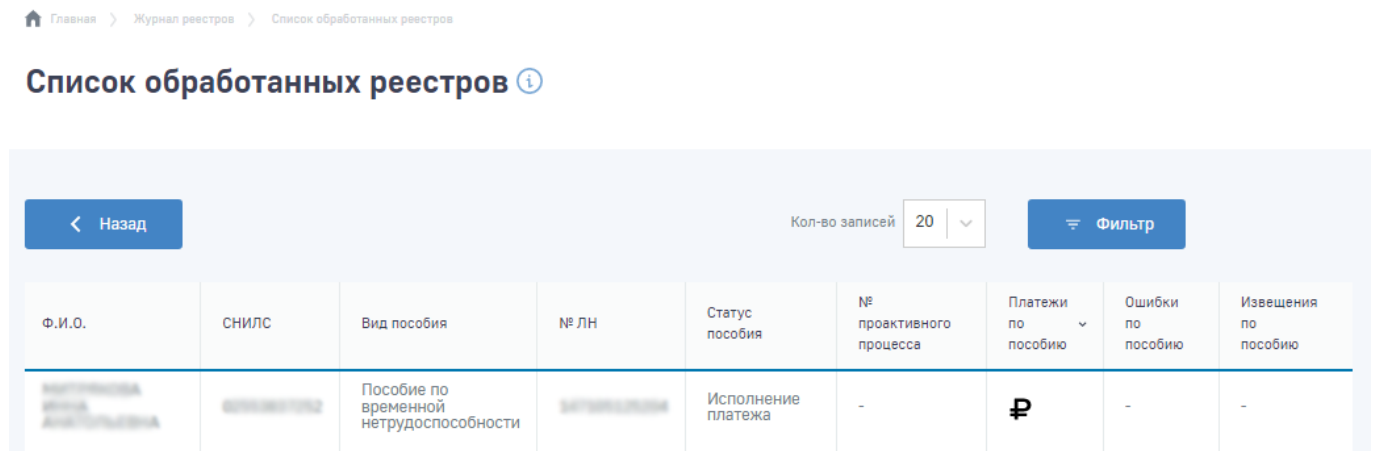 Главная > Журнал реестров > Список обработанных реестров
Список обработанных реестров
Назад
Кол-во записей 20
Фильтр
Ф.И.О.
СНИЛС
Вид пособия
№ ЛН
Статус
пособия
№
проактивного
процесса
Платежи
по
пособию
Ошибки
по
пособию
Извещения
по
пособию
Пособие по
временной
нетрудоспособности
Исполнение
платежа
-
₽
-
-